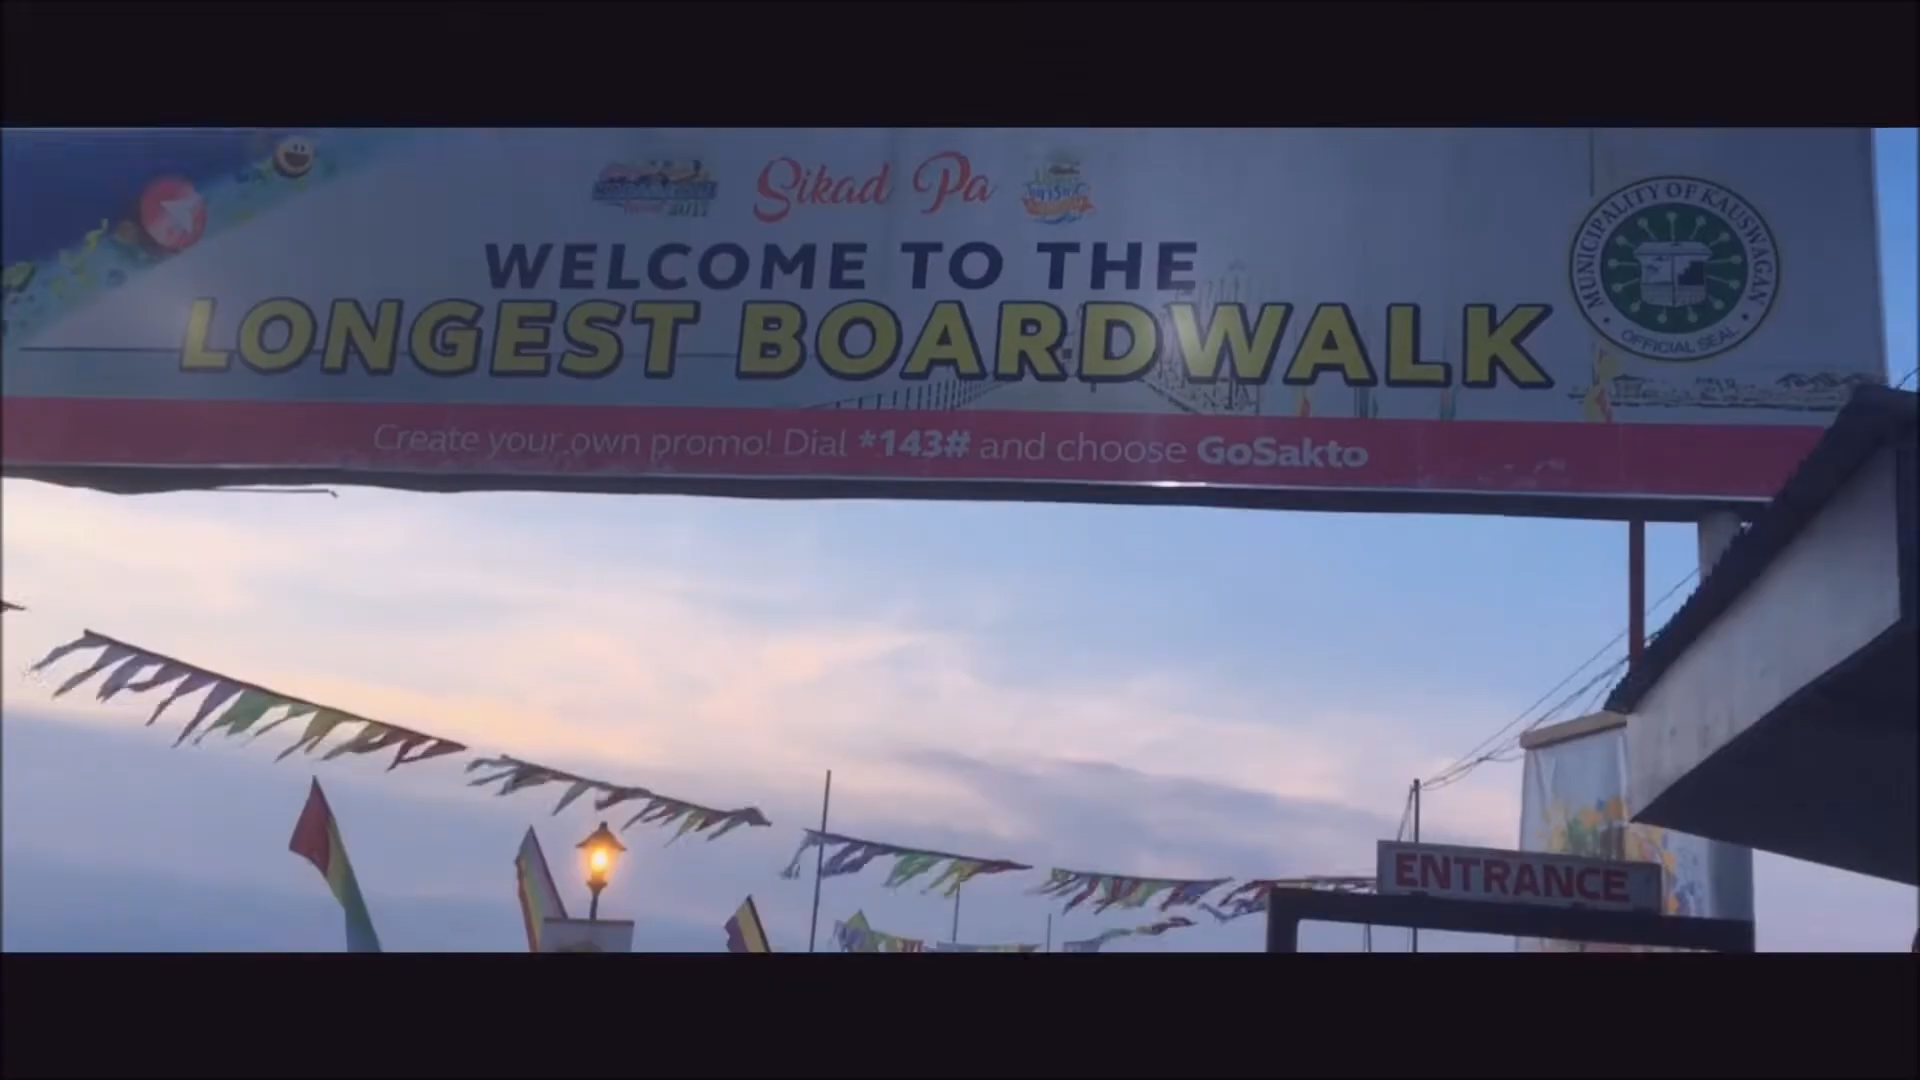 Sikad Pa
WELCOME TO THE
LONGEST BOARDWALK
MUNICIPALITY OF KAUSWAGAN
• OFFICIAL SEAL •
Create your own promo! Dial *143# and choose GoSakto
ENTRANCE